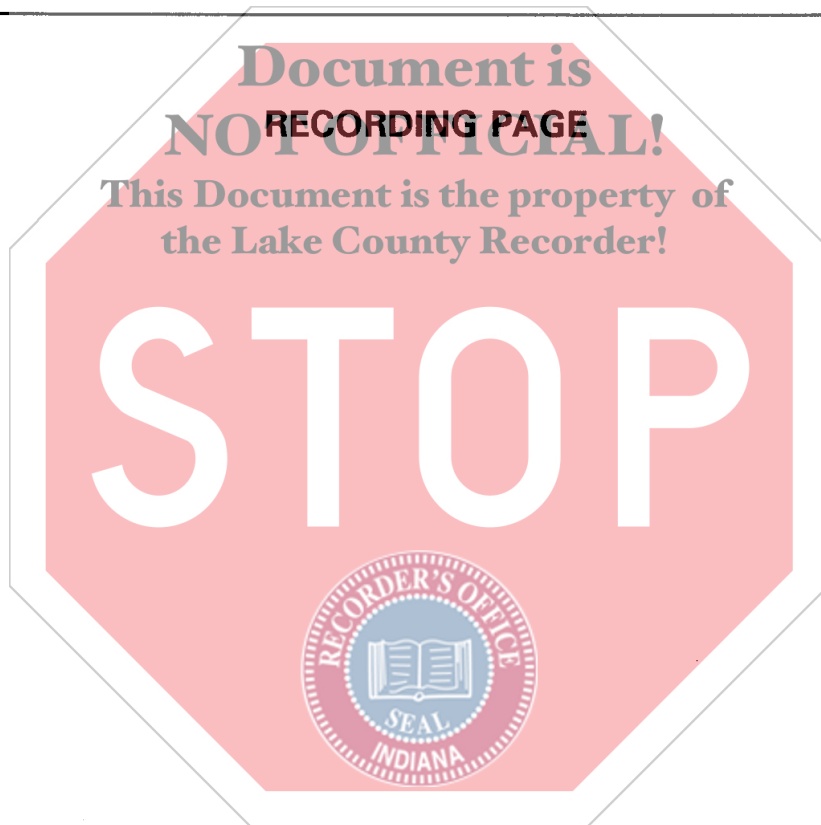 Document is
RECORDING PAGE
NOT OFFICIAL!
This Document is the property of
the Lake County Recorder!
STOP
RECORDER'S OFFICE
SEAL
INDIANA